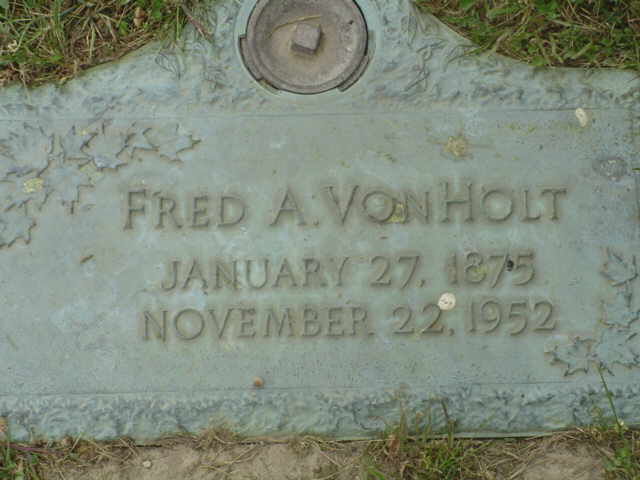 FRED A. VONHOLT
JANUARY 27, 1875
NOVEMBER 22, 1952